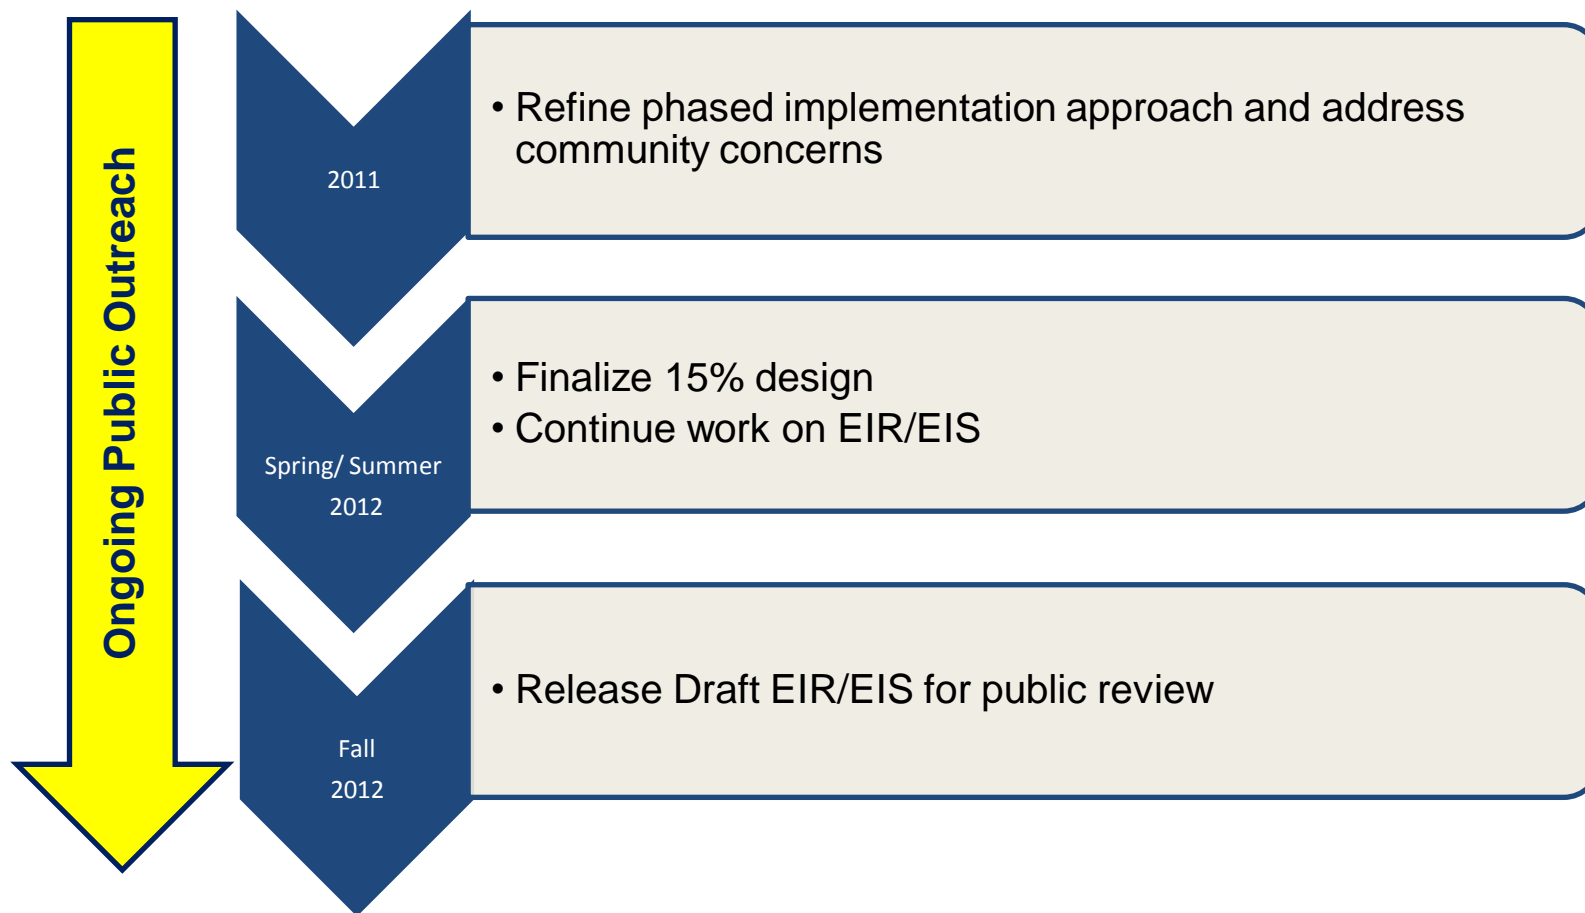 Ongoing Public Outreach
2011
• Refine phased implementation approach and address
community concerns
Spring/ Summer
2012
• Finalize 15% design
• Continue work on EIR/EIS
Fall
2012
• Release Draft EIR/EIS for public review